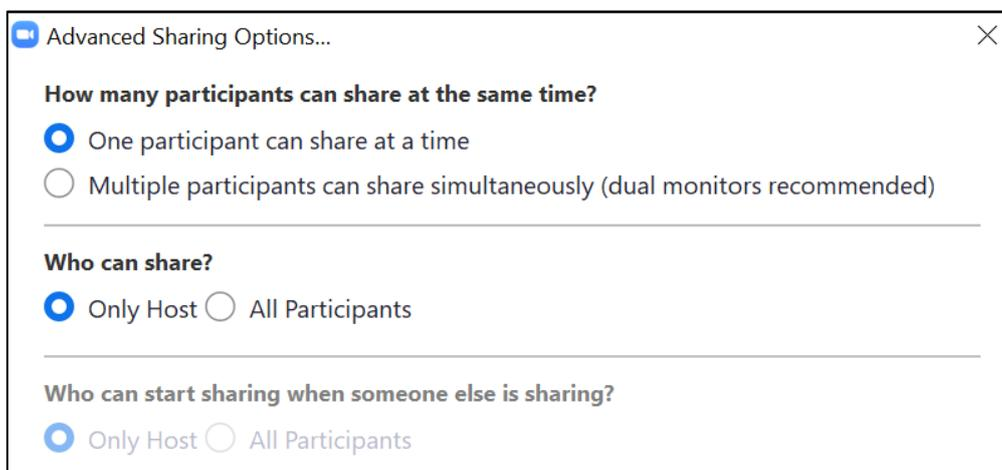 Advanced Sharing Options...
How many participants can share at the same time?
One participant can share at a time
Multiple participants can share simultaneously (dual monitors recommended)
Who can share?
Only Host All Participants
Who can start sharing when someone else is sharing?
Only Host All Participants